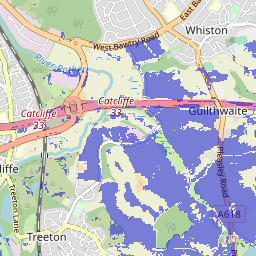 East Ba
West Bawtry Road
Whiston
River Rother
Catcliffe
33
Catcliffe
33
Guilthwaite
Pleasley Road
liffe
Treeton Lane
A618
Treeton